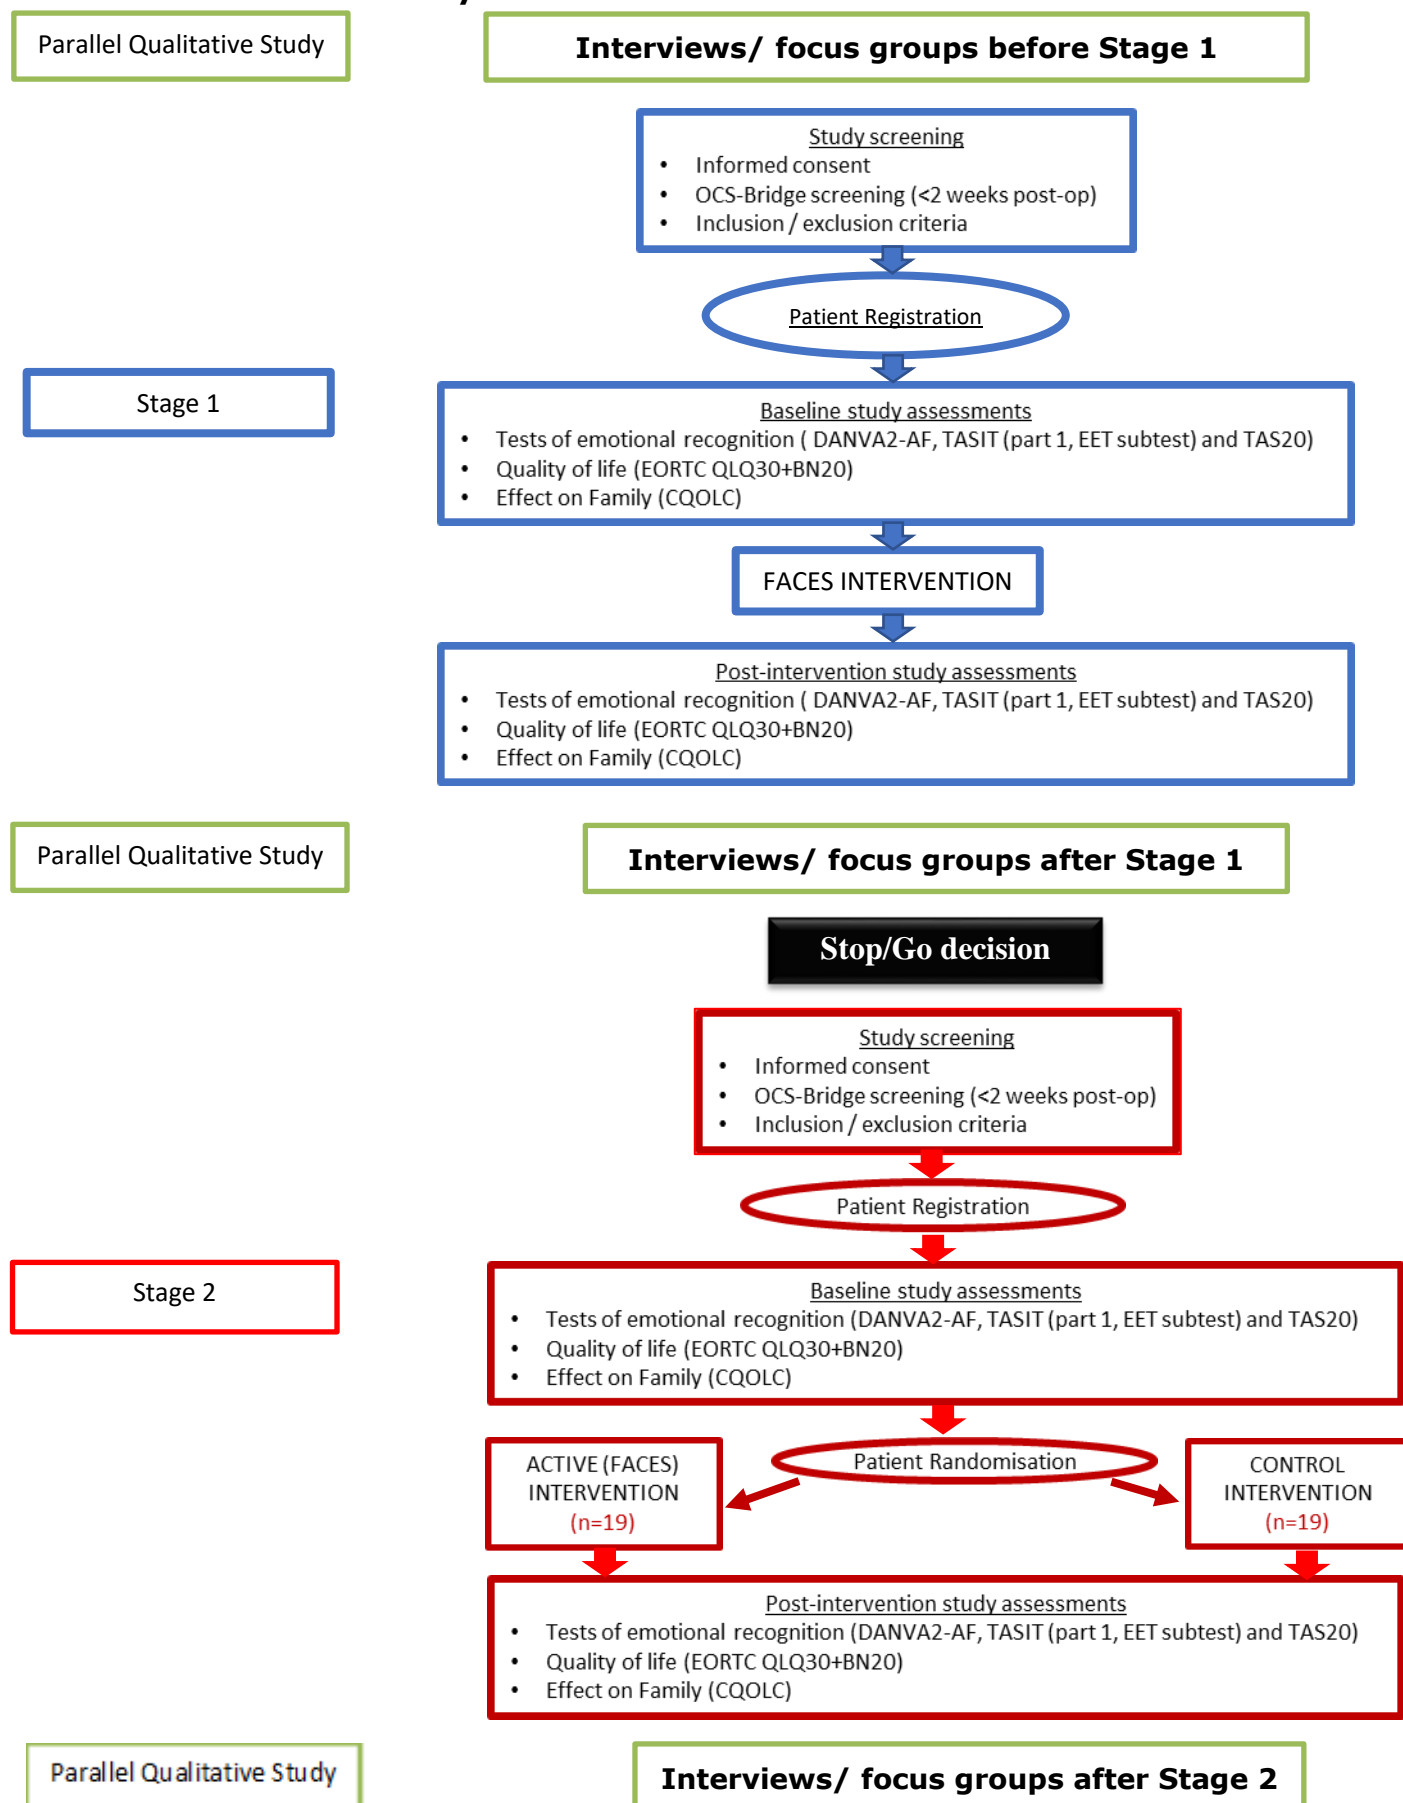 Parallel Qualitative Study
Interviews/ focus groups before Stage 1
Study screening
• Informed consent
• OCS-Bridge screening (<2 weeks post-op)
• Inclusion / exclusion criteria
Patient Registration
Stage 1
Baseline study assessments
• Tests of emotional recognition ( DANVA2-AF, TASIT (part 1, EET subtest) and TAS20)
• Quality of life (EORTC QLQ30+BN20)
• Effect on Family (CQOLC)
FACES INTERVENTION
Post-intervention study assessments
• Tests of emotional recognition ( DANVA2-AF, TASIT (part 1, EET subtest) and TAS20)
• Quality of life (EORTC QLQ30+BN20)
• Effect on Family (CQOLC)
Parallel Qualitative Study
Interviews/ focus groups after Stage 1
Stop/Go decision
Study screening
• Informed consent
• OCS-Bridge screening (<2 weeks post-op)
• Inclusion / exclusion criteria
Patient Registration
Stage 2
Baseline study assessments
• Tests of emotional recognition (DANVA2-AF, TASIT (part 1, EET subtest) and TAS20)
• Quality of life (EORTC QLQ30+BN20)
• Effect on Family (CQOLC)
Patient Randomisation
ACTIVE (FACES)
INTERVENTION
(n=19)
CONTROL
INTERVENTION
(n=19)
Post-intervention study assessments
• Tests of emotional recognition (DANVA2-AF, TASIT (part 1, EET subtest) and TAS20)
• Quality of life (EORTC QLQ30+BN20)
• Effect on Family (CQOLC)
Parallel Qualitative Study
Interviews/ focus groups after Stage 2